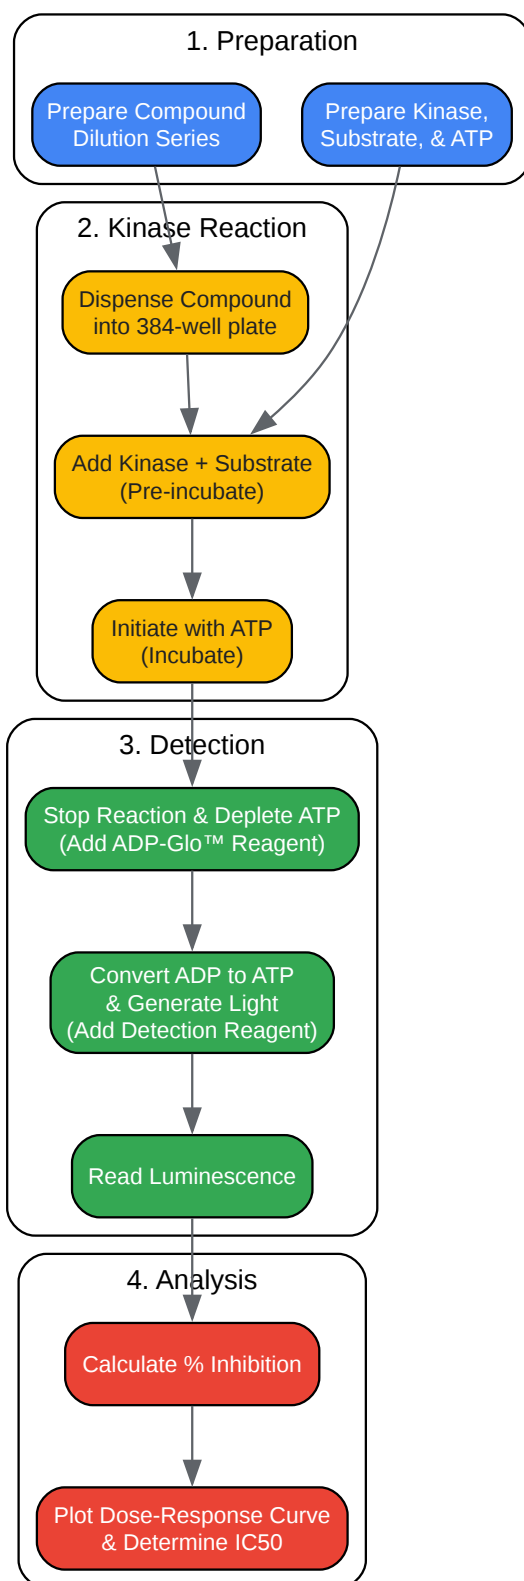 1. Preparation
Prepare Compound
Dilution Series
Prepare Kinase,
Substrate, & ATP
2. Kinase Reaction
Dispense Compound
into 384-well plate
Add Kinase + Substrate
(Pre-incubate)
Initiate with ATP
(Incubate)
3. Detection
Stop Reaction & Deplete ATP
(Add ADP-Glo™ Reagent)
Convert ADP to ATP
& Generate Light
(Add Detection Reagent)
Read Luminescence
4. Analysis
Calculate % Inhibition
Plot Dose-Response Curve
& Determine IC50